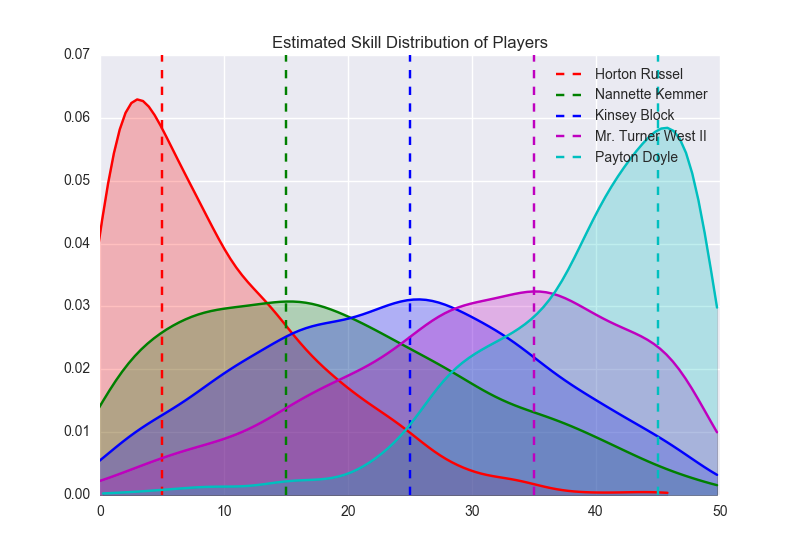 Estimated Skill Distribution of Players
0.07
0.06
0.05
0.04
0.03
0.02
0.01
0.00
0 10 20 30 40 50
Horton Russel
Nannette Kemmer
Kinsey Block
Mr. Turner West II
Payton Doyle